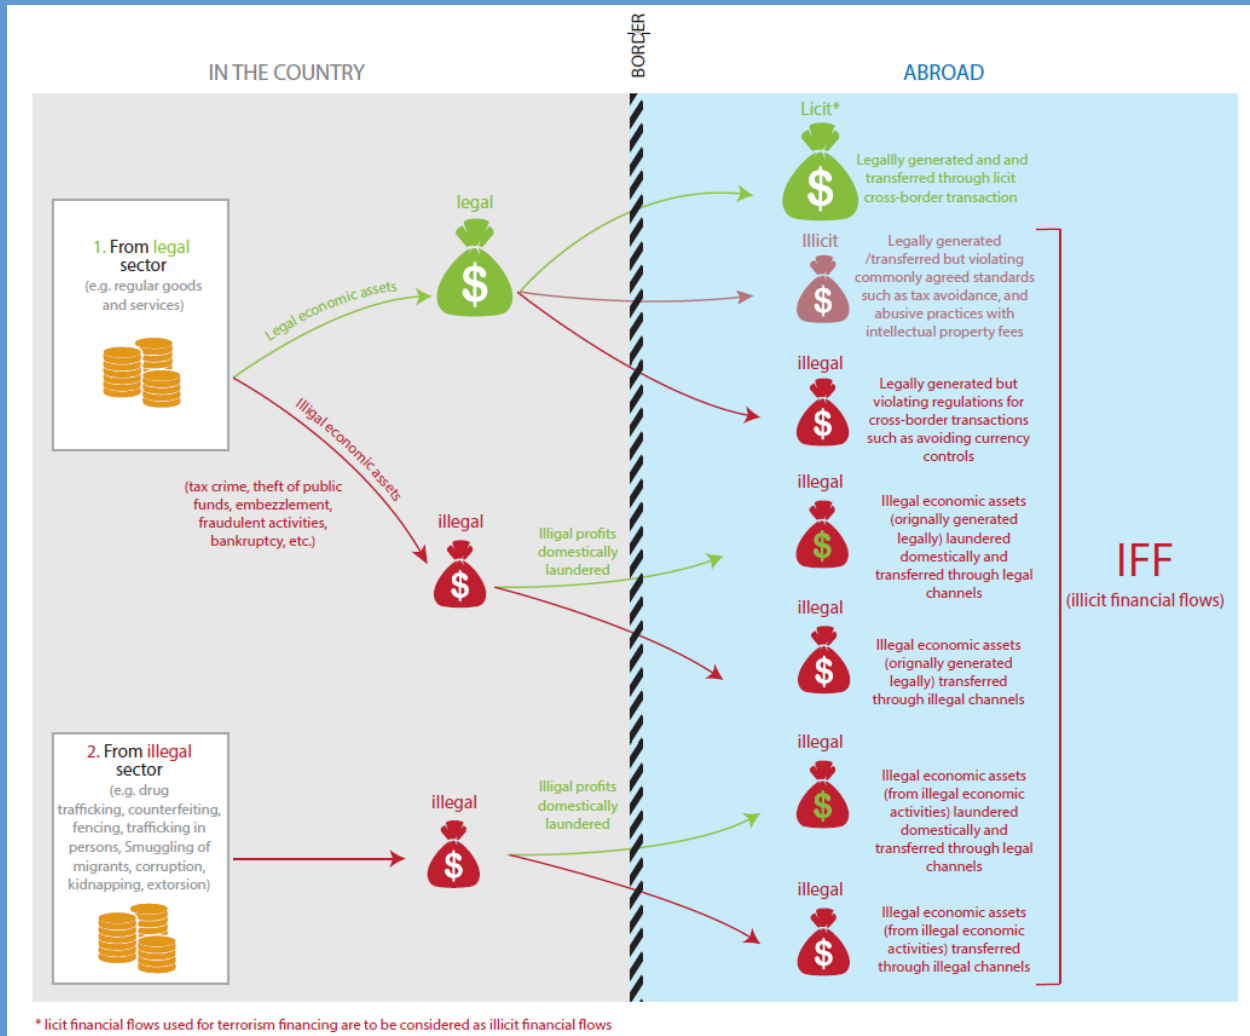 BORDER
IN THE COUNTRY
ABROAD
1. From legal
sector
(e.g. regular goods
and services)
Legal economic assets
legal
$
Licit*
$
Legallly generated and and
transferred through licit
cross-border transaction
Illicit
$
Legally generated
/transferred but violating
commonly agreed standards
such as tax avoidance, and
abusive practices with
intellectual property fees
illegal
$
Legally generated but
violating regulations for
cross-border transactions
such as avoiding currency
controls
Illigal economic assets
(tax crime, theft of public
funds, embezzlement,
fraudulent activities,
bankruptcy, etc.)
illegal
$
Illigal profits
domestically
laundered
illegal
$
Illegal economic assets
(orignally generated
legally) laundered
domestically and
transferred through legal
channels
illegal
$
Illegal economic assets
(orignally generated
legally) transferred
through illegal channels
IFF
(illicit financial flows)
2. From illegal
sector
(e.g. drug
trafficking, counterfeiting,
fencing, trafficking in
persons, Smuggling of
migrants, corruption,
kidnapping, extorsion)
illegal
$
Illigal profits
domestically
laundered
illegal
$
Illegal economic assets
(from illegal economic
activities) laundered
domestically and
transferred through legal
channels
illegal
$
Illegal economic assets
(from illegal economic
activities) transferred
through illegal channels
* licit financial flows used for terrorism financing are to be considered as illicit financial flows